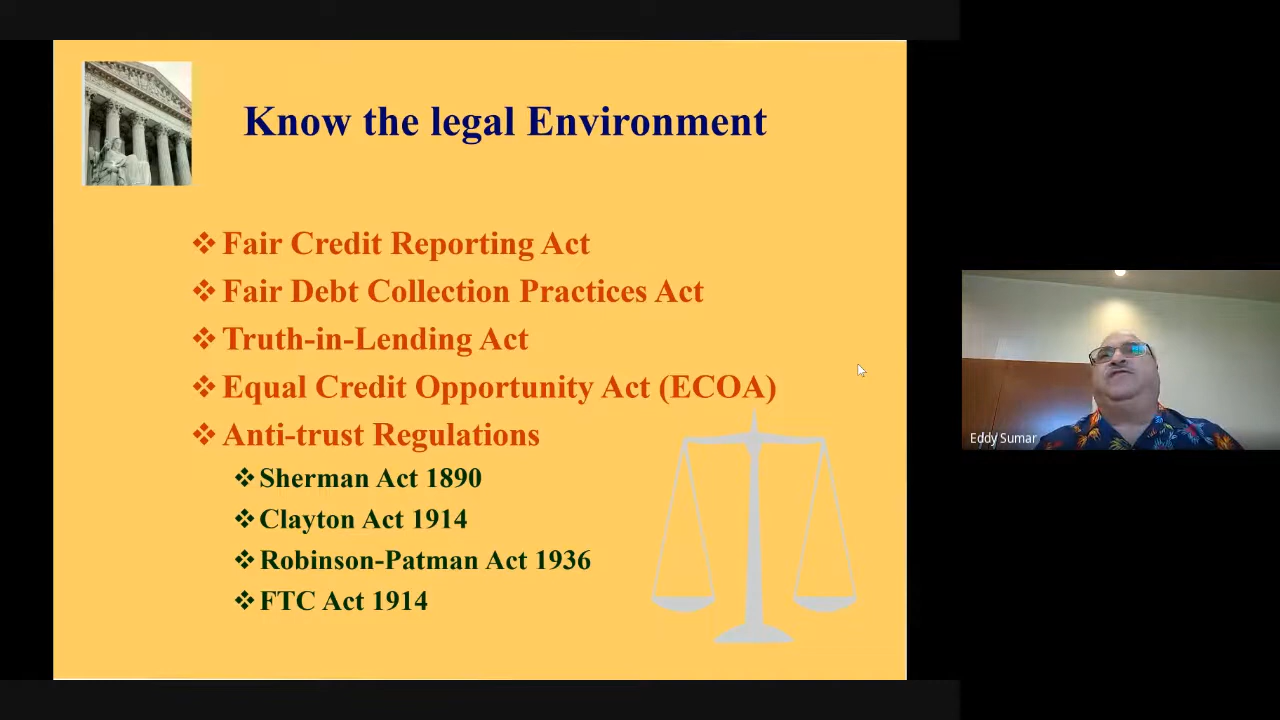 Know the legal Environment
❖ Fair Credit Reporting Act
❖ Fair Debt Collection Practices Act
❖ Truth-in-Lending Act
❖ Equal Credit Opportunity Act (ECOA)
❖ Anti-trust Regulations
❖ Sherman Act 1890
❖ Clayton Act 1914
❖ Robinson-Patman Act 1936
❖ FTC Act 1914
Eddy Sumar